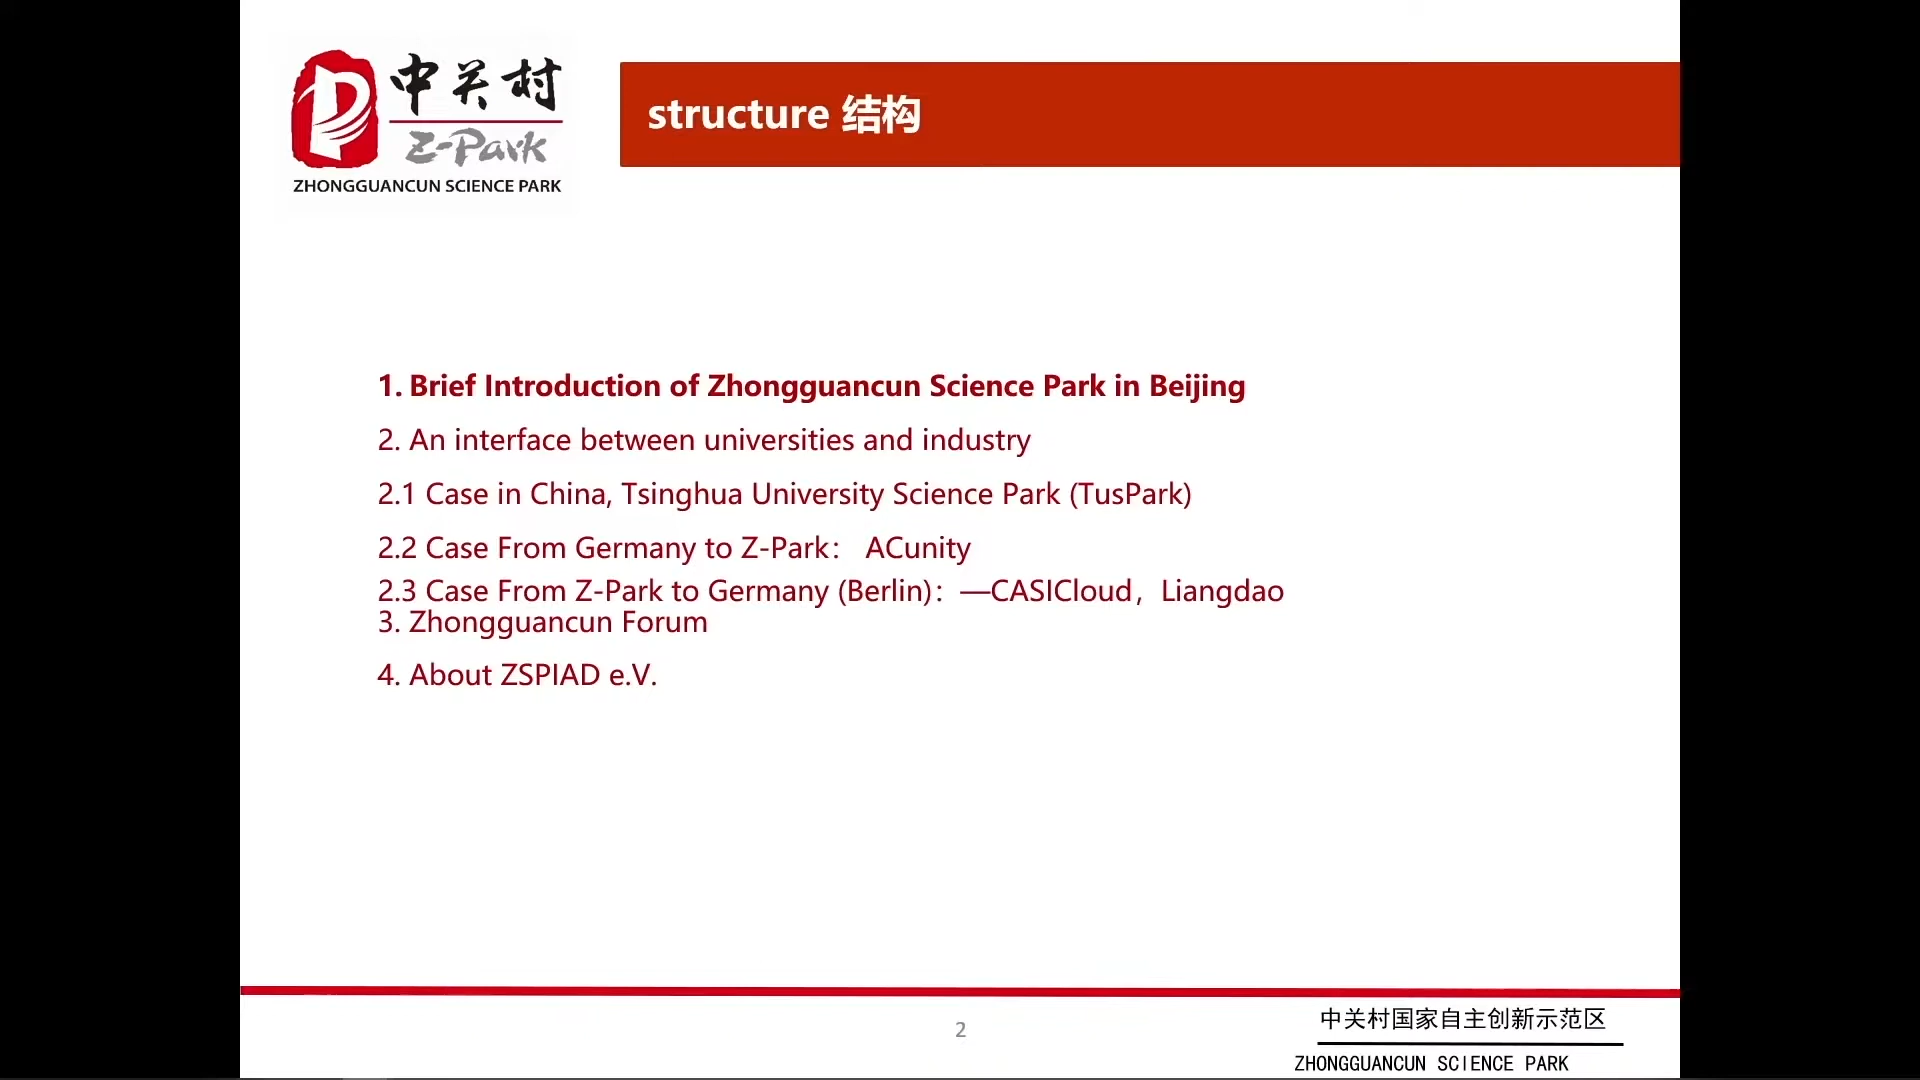 中关村
Z-Park
ZHONGGUANCUN SCIENCE PARK
structure 结构
1. Brief Introduction of Zhongguancun Science Park in Beijing
2. An interface between universities and industry
2.1 Case in China, Tsinghua University Science Park (TusPark)
2.2 Case From Germany to Z-Park： ACunity
2.3 Case From Z-Park to Germany (Berlin)：—CASICloud，Liangdao
3. Zhongguancun Forum
4. About ZSPIAD e.V.
2
中关村国家自主创新示范区
ZHONGGUANCUN SCIENCE PARK